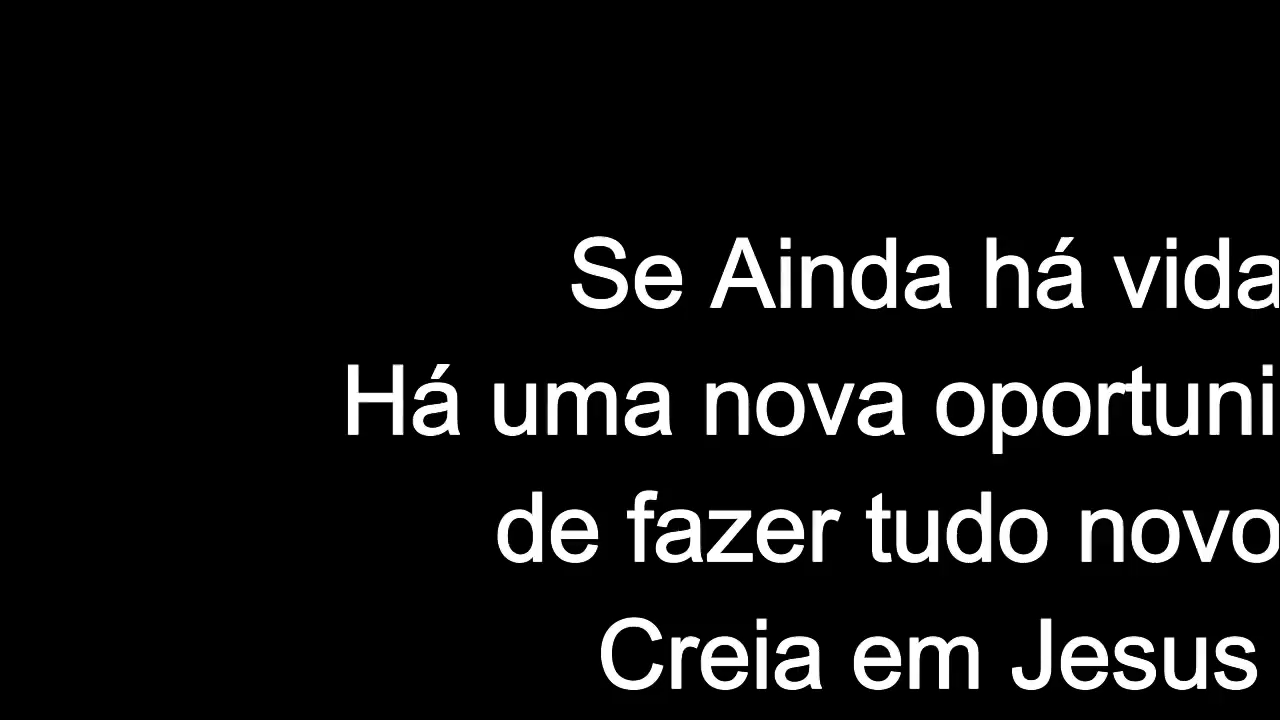 Se Ainda há vida
Há uma nova oportuni
de fazer tudo novo
Creia em Jesus